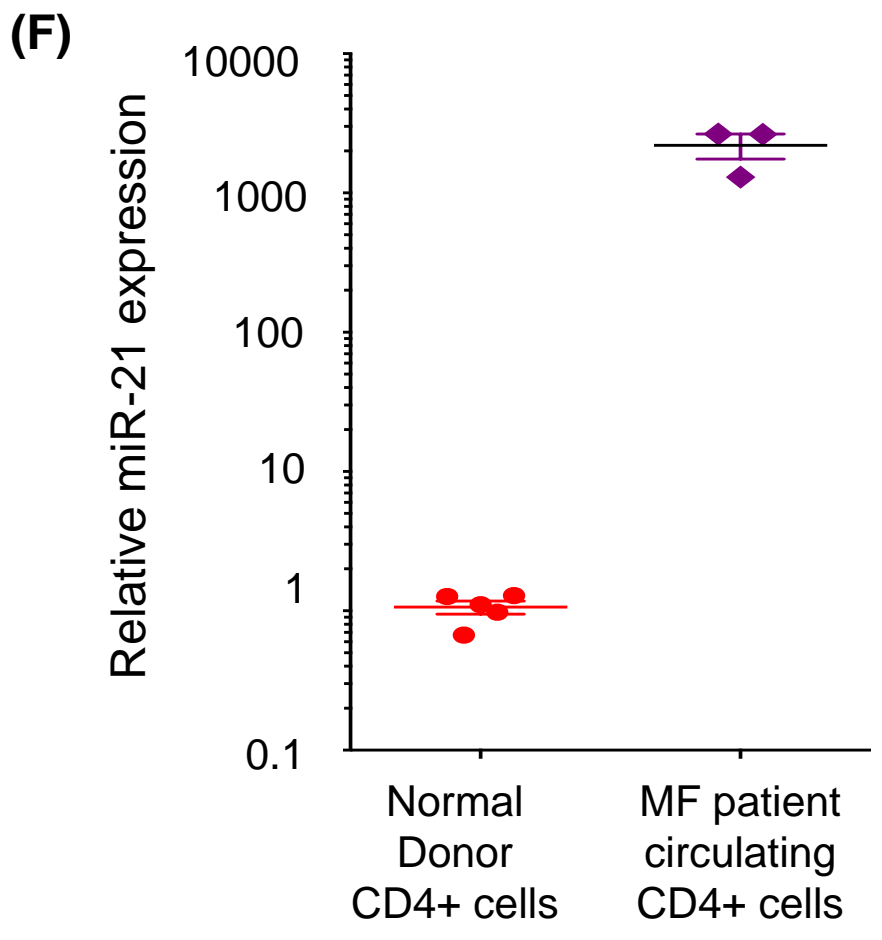 (F)
Relative miR-21 expression
10000
1000
100
10
1
0.1
Normal
Donor
CD4+ cells
MF patient
circulating
CD4+ cells